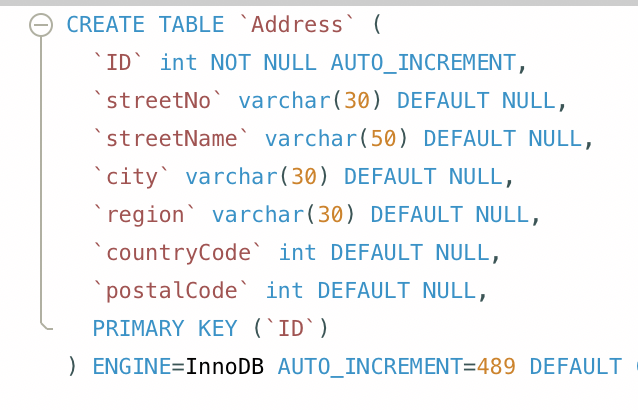 CREATE TABLE `Address` (
`ID` int NOT NULL AUTO_INCREMENT,
`streetNo` varchar(30) DEFAULT NULL,
`streetName` varchar(50) DEFAULT NULL,
`city` varchar(30) DEFAULT NULL,
`region` varchar(30) DEFAULT NULL,
`countryCode` int DEFAULT NULL,
`postalCode` int DEFAULT NULL,
PRIMARY KEY (`ID`)
) ENGINE=InnoDB AUTO_INCREMENT=489 DEFAULT